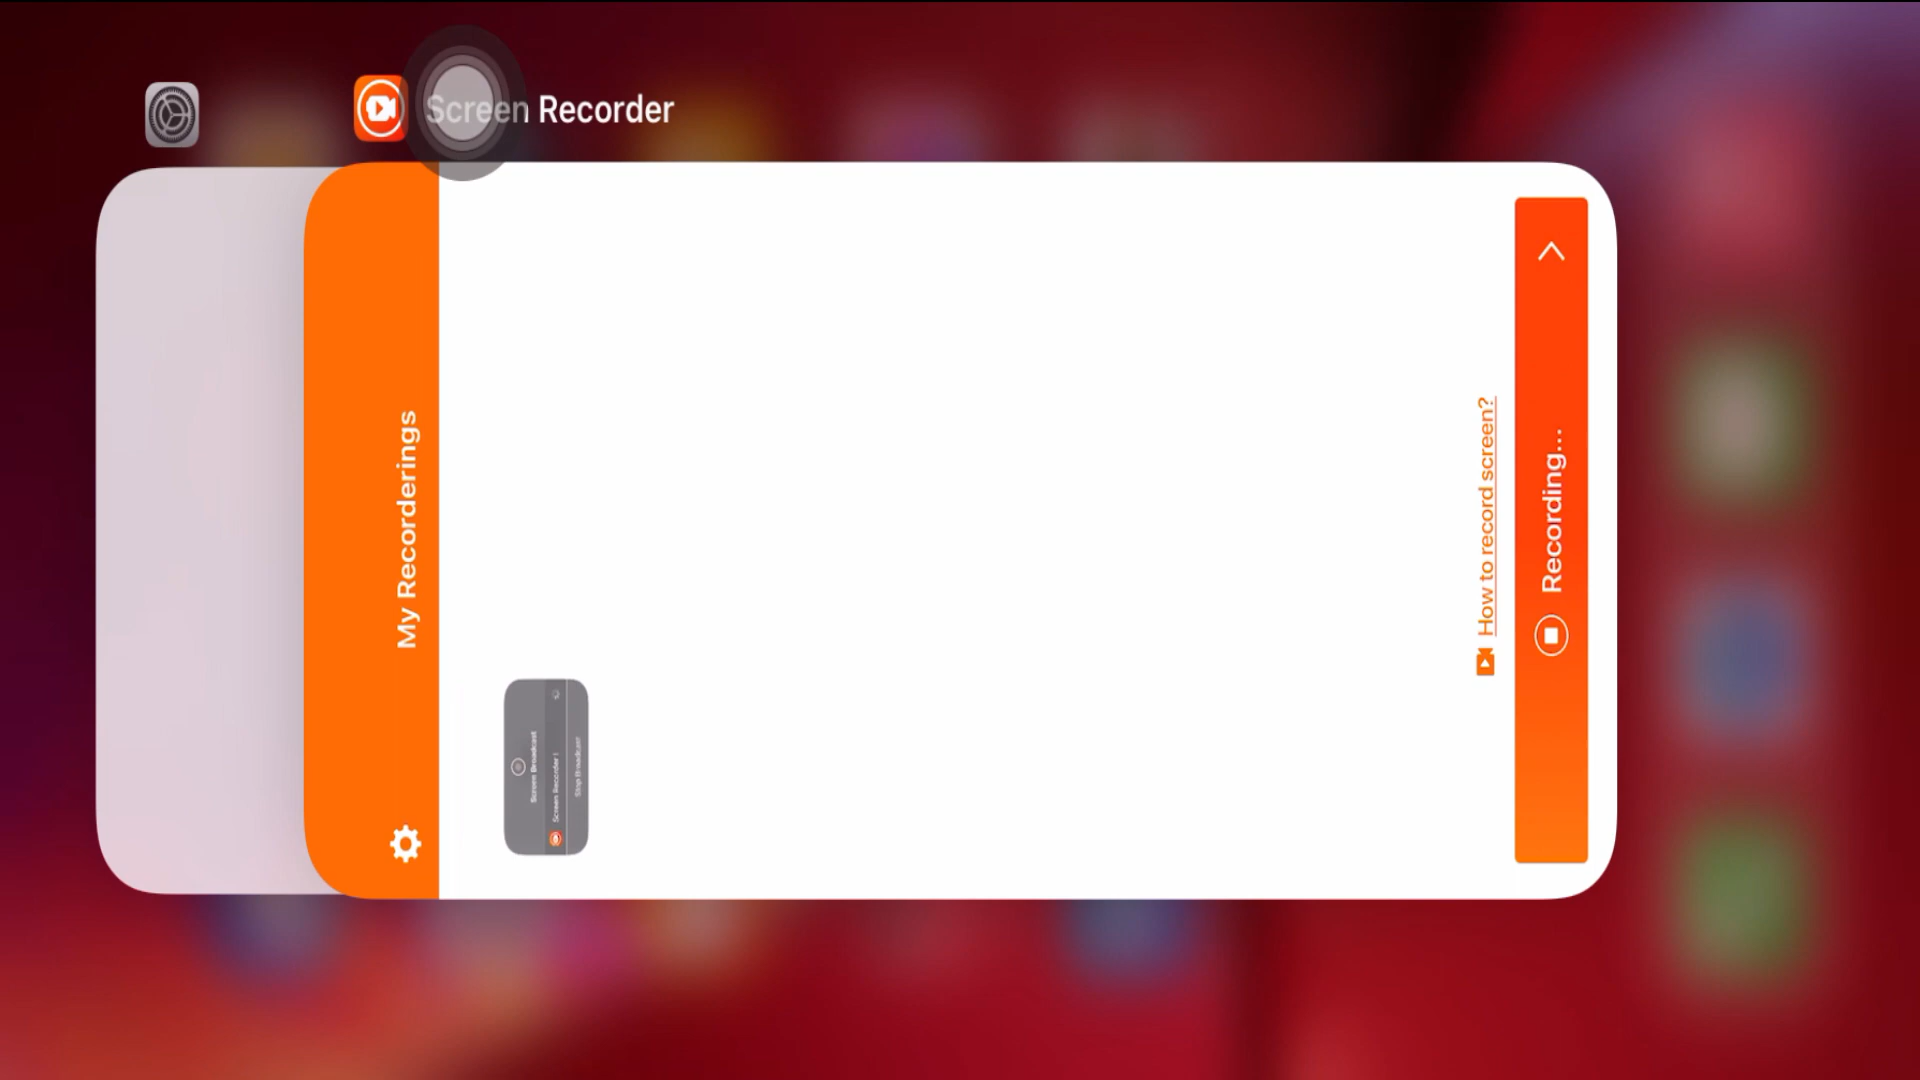 Screen Recorder
My Recorderings
Screen Broadcast
Screen Recorder
Stop Broadcast
How to record screen?
Recording...